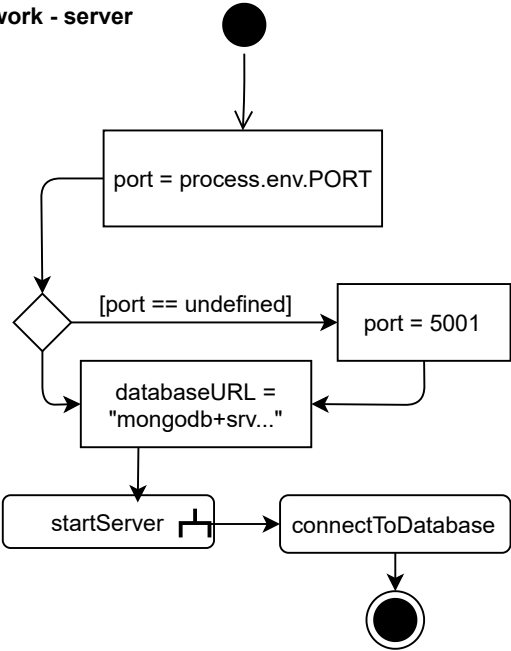 work - server
port = process.env.PORT
[port == undefined]
port = 5001
databaseURL =
"mongodb+srv..."
startServer
connectToDatabase